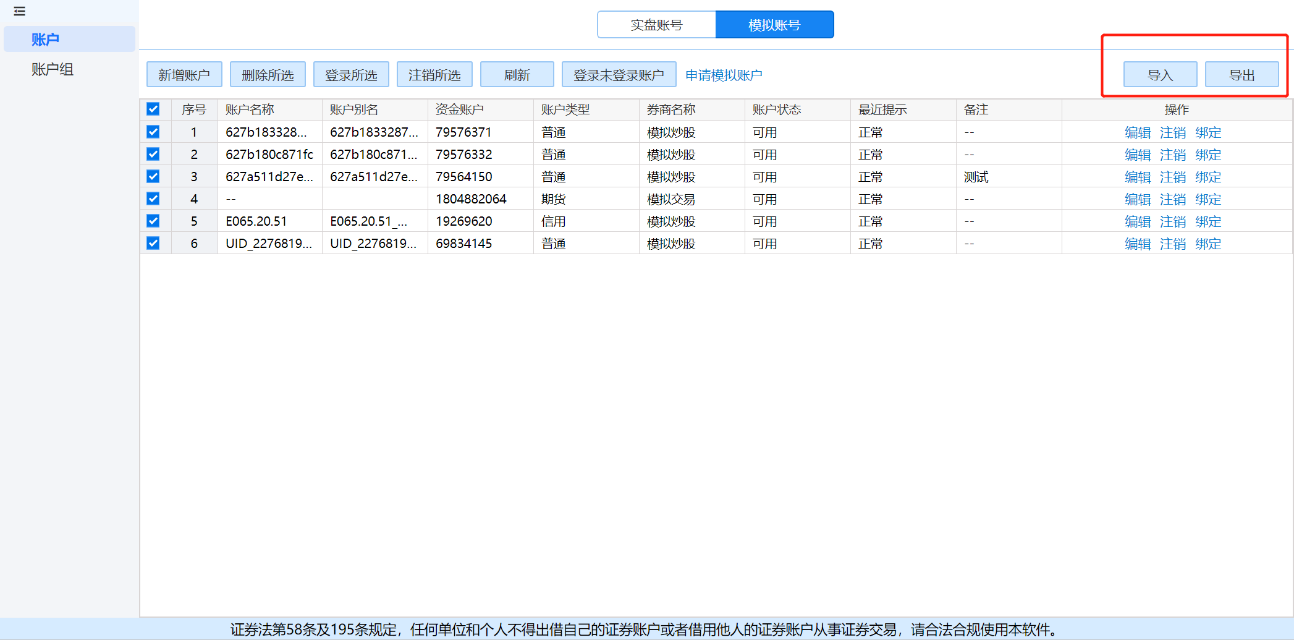 实盘账号 模拟账号
账户
账户组
新增账户 删除所选 登录所选 注销所选 刷新 登录未登录账户 申请模拟账户 导入 导出
序号 账户名称 账户别名 资金账户 账户类型 券商名称 账户状态 最近提示 备注 操作
1 627b183328... 627b1833287... 79576371 普通 模拟炒股 可用 正常 -- 编辑 注销 绑定
2 627b180c871fc 627b180c871... 79576332 普通 模拟炒股 可用 正常 -- 编辑 注销 绑定
3 627a511d27e... 627a511d27e... 79564150 普通 模拟炒股 可用 正常 测试 编辑 注销 绑定
4 -- 1804882064 期货 模拟交易 可用 正常 -- 编辑 注销 绑定
5 E065.20.51 E065.20.51_... 19269620 信用 模拟炒股 可用 正常 -- 编辑 注销 绑定
6 UID_2276819... UID_2276819... 69834145 普通 模拟炒股 可用 正常 -- 编辑 注销 绑定
证券法第58条及195条规定，任何单位和个人不得出借自己的证券账户或者借用他人的证券账户从事证券交易，请合法合规使用本软件。